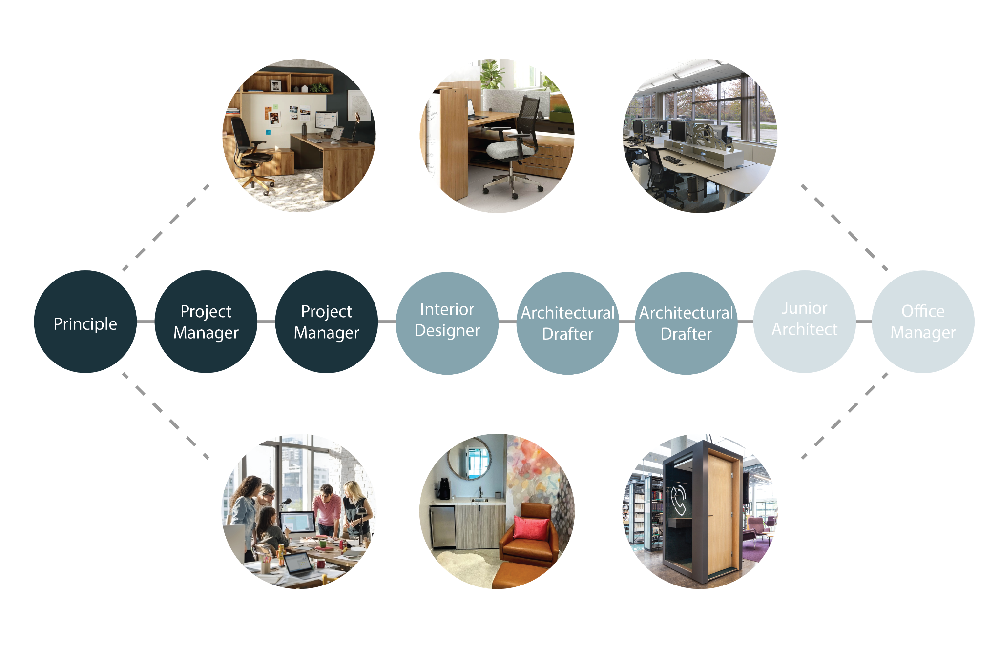 Principle
Project
Manager
Project
Manager
Interior
Designer
Architectural
Drafter
Architectural
Drafter
Junior
Architect
Office
Manager